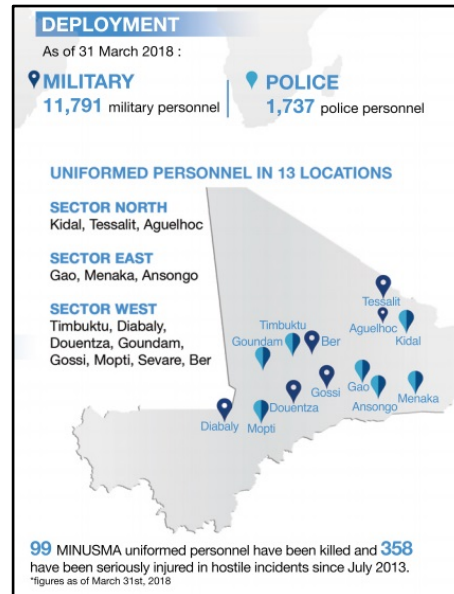 DEPLOYMENT
As of 31 March 2018 :
MILITARY
11,791 military personnel
POLICE
1,737 police personnel
UNIFORMED PERSONNEL IN 13 LOCATIONS
SECTOR NORTH
Kidal, Tessalit, Aguelhoc
SECTOR EAST
Gao, Menaka, Ansongo
SECTOR WEST
Timbuktu, Diabaly,
Douentza, Goundam,
Gossi, Mopti, Sevare, Ber
Tessalit
Aguelhoc
Kidal
Timbuktu
Goundam
Ber
Gossi
Gao
Ansongo
Menaka
Douentza
Diabaly
Mopti
99 MINUSMA uniformed personnel have been killed and 358
have been seriously injured in hostile incidents since July 2013.
*figures as of March 31st, 2018